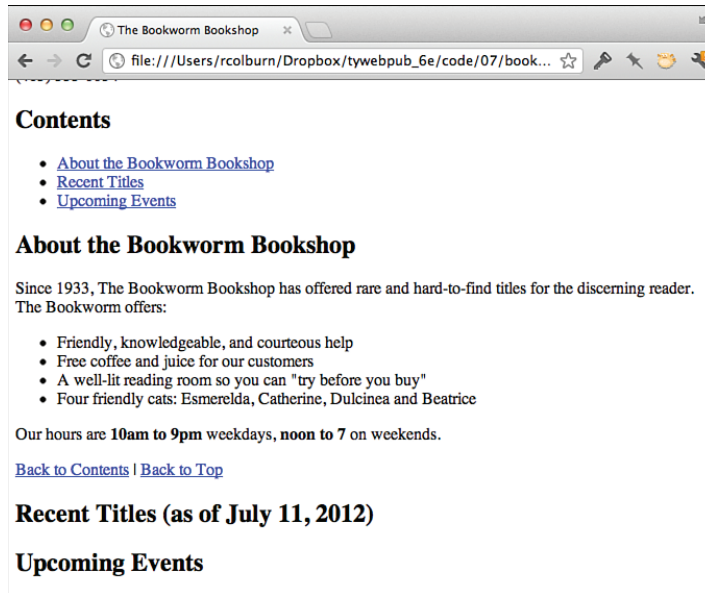 The Bookworm Bookshop
file:///Users/rcolburn/Dropbox/tywebpub_6e/code/07/book...
Contents
About the Bookworm Bookshop
Recent Titles
Upcoming Events
About the Bookworm Bookshop
Since 1933, The Bookworm Bookshop has offered rare and hard-to-find titles for the discerning reader.
The Bookworm offers:
Friendly, knowledgeable, and courteous help
Free coffee and juice for our customers
A well-lit reading room so you can "try before you buy"
Four friendly cats: Esmerelda, Catherine, Dulcinea and Beatrice
Our hours are 10am to 9pm weekdays, noon to 7 on weekends.
Back to Contents | Back to Top
Recent Titles (as of July 11, 2012)
Upcoming Events